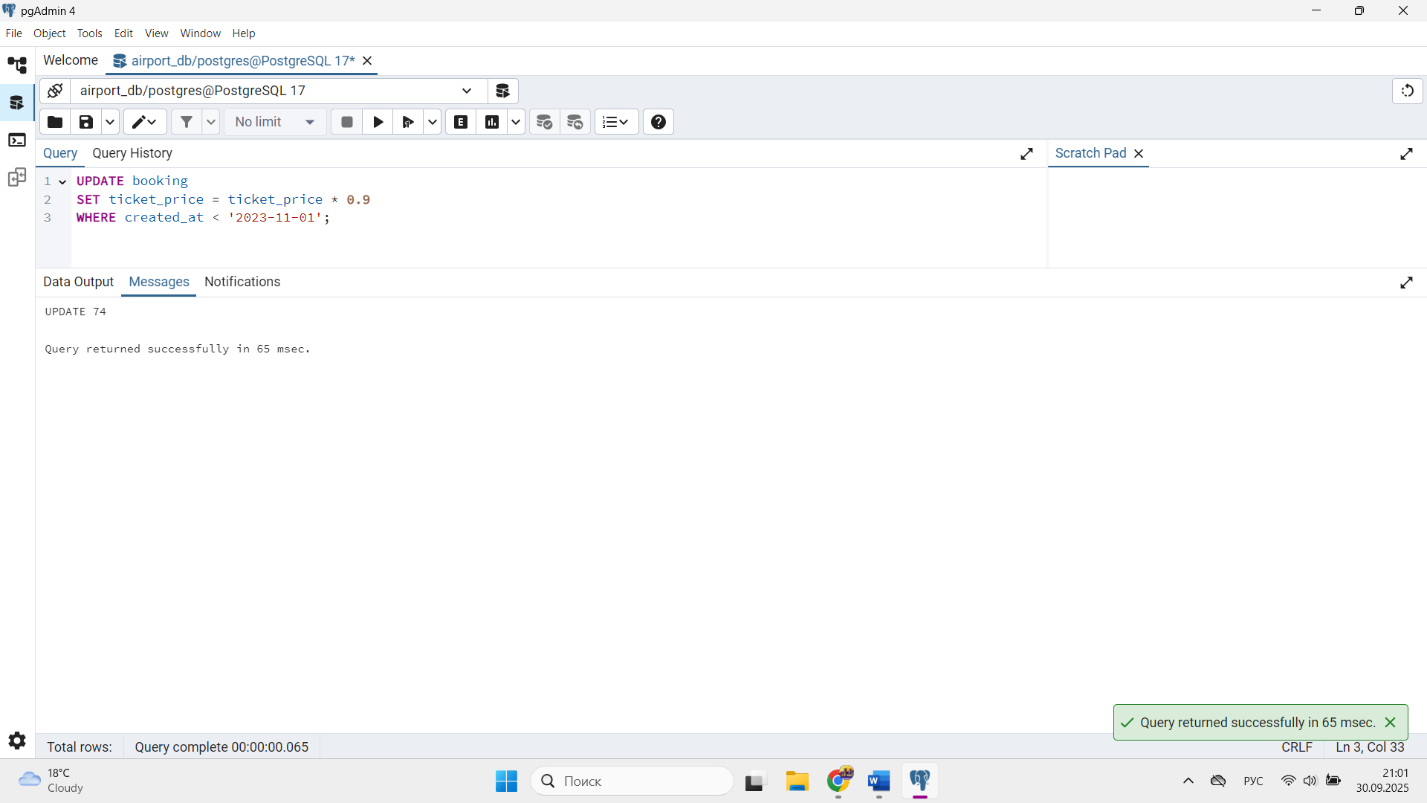 pgAdmin 4
File Object Tools Edit View Window Help
Welcome airport_db/postgres@PostgreSQL 17*
airport_db/postgres@PostgreSQL 17
No limit
Query Query History Scratch Pad
1 UPDATE booking
2 SET ticket_price = ticket_price * 0.9
3 WHERE created_at < '2023-11-01';
Data Output Messages Notifications
UPDATE 74
Query returned successfully in 65 msec.
Query returned successfully in 65 msec.
Total rows: Query complete 00:00:00.065 CRLF Ln 3, Col 33
18°C
Cloudy
Поиск
РУС
21:01
30.09.2025